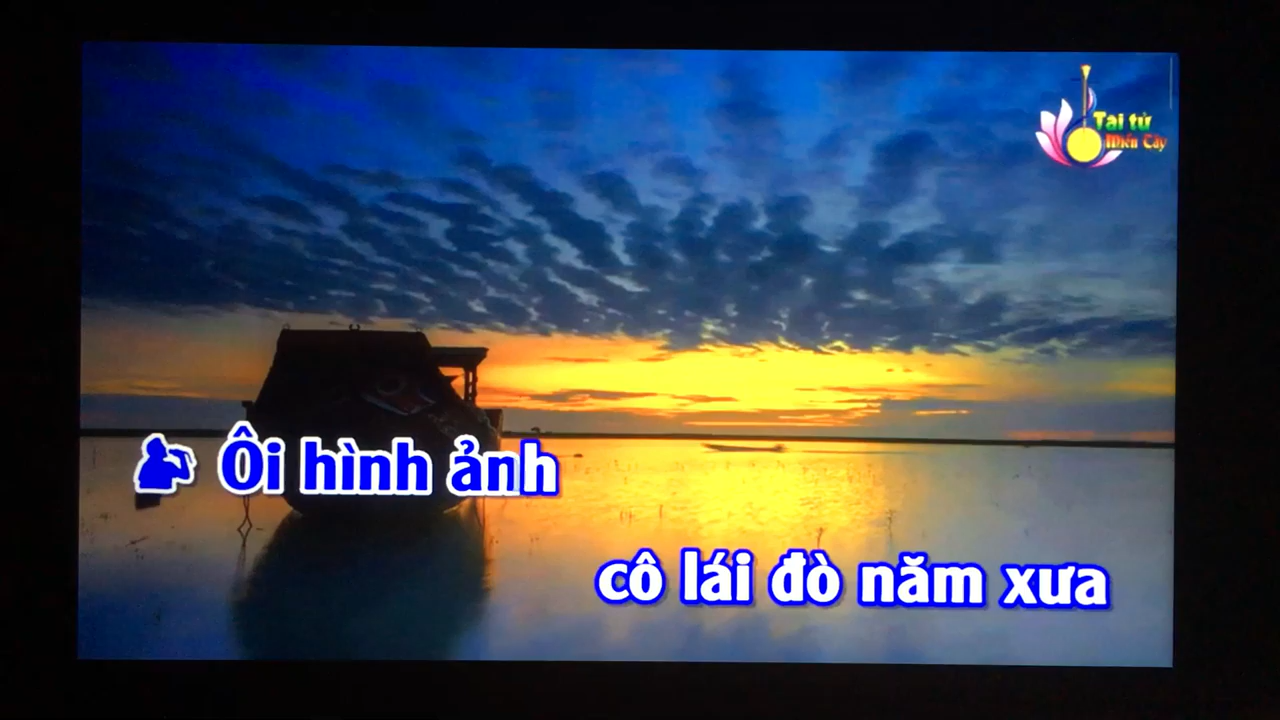 Tài tử
Miền Tây
Ôi hình ảnh
cô lái đò năm xưa